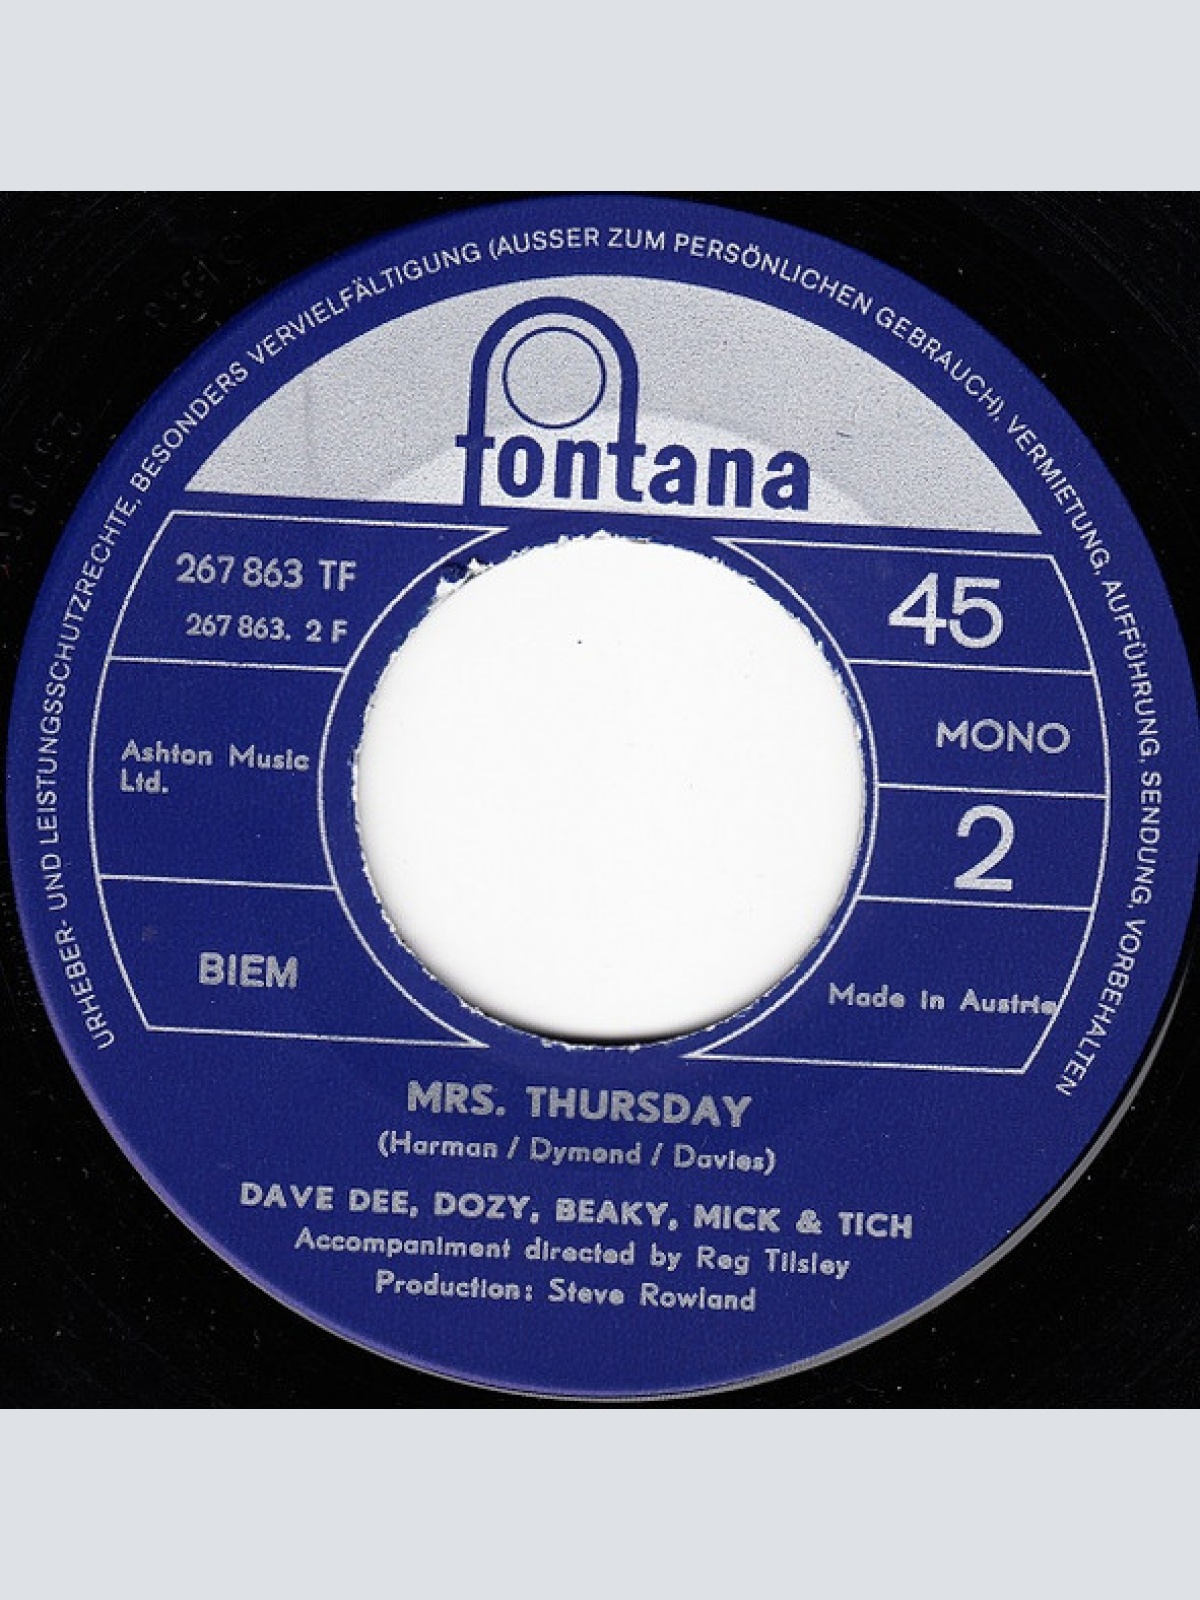 URHEBER- UND LEISTUNGSSCHUTZRECHTE, BESONDERS VERVIELFÄLTIGUNG (AUSSER ZUM PERSÖNLICHEN GEBRAUCH), VERMIETUNG, AUFFÜHRUNG, SENDUNG, VORBEHALTEN
fontana
267 863 TF
267 863. 2 F
Ashton Music
Ltd.
BIEM
45
MONO
2
Made in Austria
MRS. THURSDAY
(Harman / Dymond / Davies)
DAVE DEE, DOZY, BEAKY, MICK & TICH
Accompaniment directed by Reg Tilsley
Production: Steve Rowland